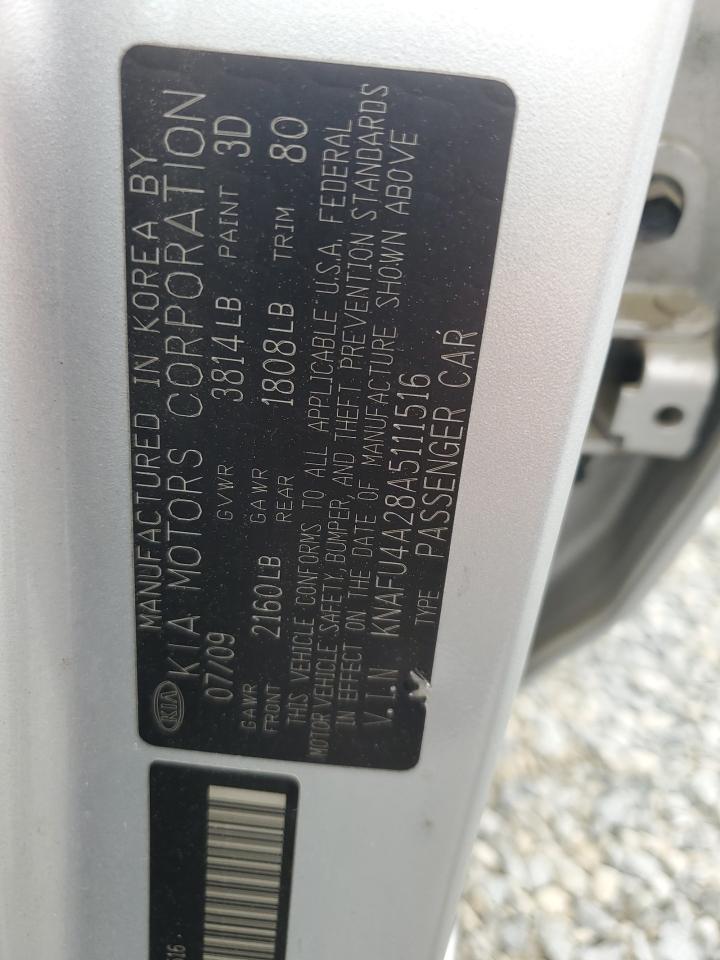 MANUFACTURED IN KOREA BY
KIA KIA MOTORS CORPORATION
07/09 GVWR 3814LB PAINT 3D
GAWR FRONT 2160LB GAWR REAR 1808LB TRIM 80
THIS VEHICLE CONFORMS TO ALL APPLICABLE U.S.A. FEDERAL
MOTOR VEHICLE SAFETY, BUMPER, AND THEFT PREVENTION STANDARDS
IN EFFECT ON THE DATE OF MANUFACTURE SHOWN ABOVE
V.I.N KNAFU4A28A5111516
TYPE PASSENGER CAR